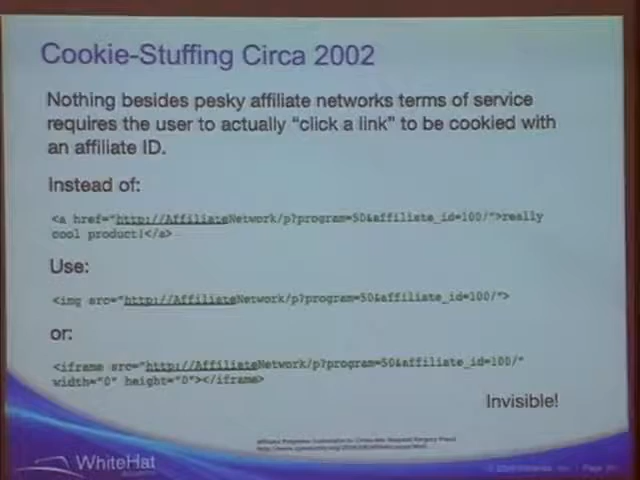 Cookie-Stuffing Circa 2002
Nothing besides pesky affiliate networks terms of service
requires the user to actually "click a link" to be cookied with
an affiliate ID.
Instead of:
<a href="http://AffiliateNetwork/p?program=50&affiliate_id=100/">really
cool product!</a>
Use:
<img src="http://AffiliateNetwork/p?program=50&affiliate_id=100/">
or:
<iframe src="http://AffiliateNetwork/p?program=50&affiliate_id=100/"
width="0" height="0"></iframe>
Invisible!
WhiteHat